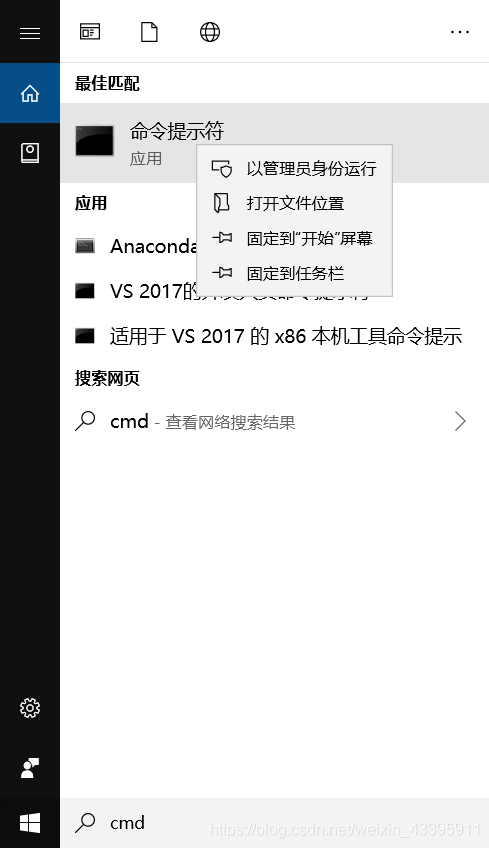 最佳匹配
命令提示符
应用
以管理员身份运行
打开文件位置
固定到“开始”屏幕
固定到任务栏
应用
Anaconda
VS 2017的
适用于 VS 2017 的 x86 本机工具命令提示
搜索网页
cmd - 查看网络搜索结果
cmd
https://blog.csdn.net/weixin_43395911